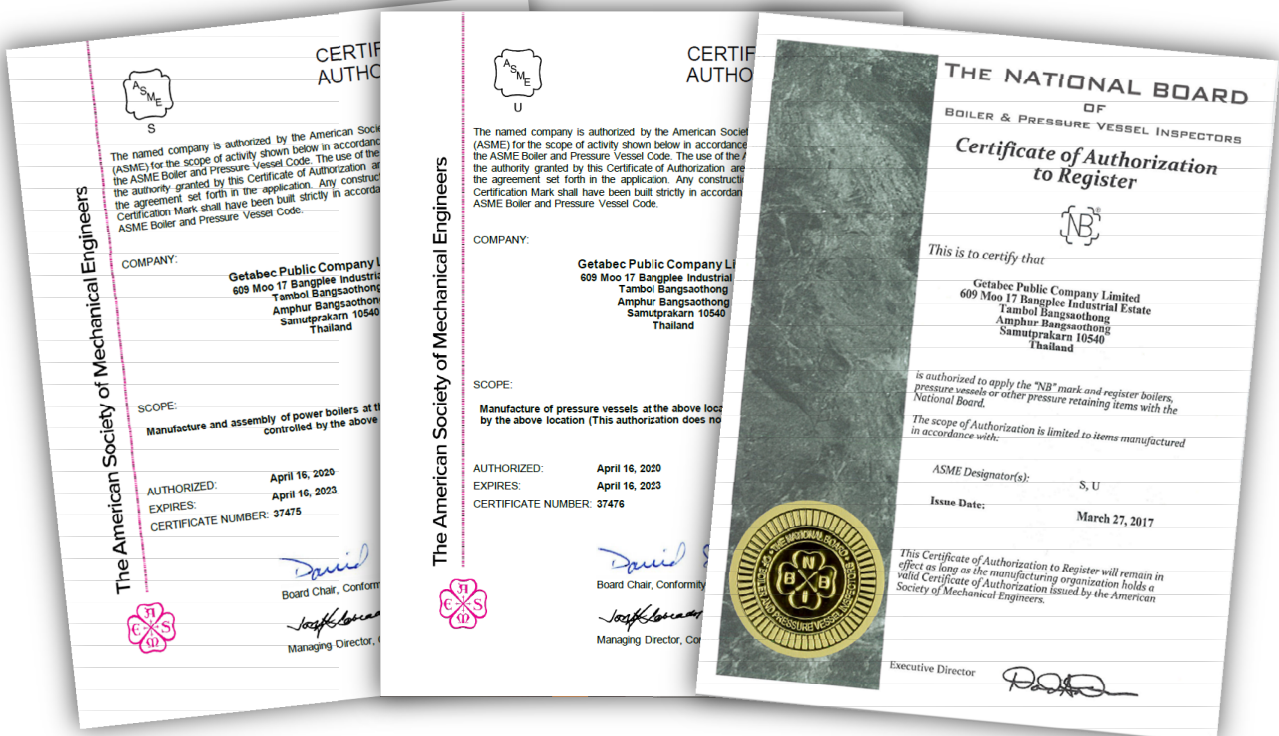 CERTIF
AUTHO
ASME
S
The named company is authorized by the American Socie
(ASME) for the scope of activity shown below in accordanc
the ASME Boiler and Pressure Vessel Code. The use of the
the authority granted by this Certificate of Authorization ar
the agreement set forth in the application. Any construc
Certification Mark shall have been built strictly in accorda
ASME Boiler and Pressure Vessel Code.
COMPANY:
Getabec Public Company L
609 Moo 17 Bangplee Industria
Tambol Bangsaothong
Amphur Bangsaothon
Samutprakarn 10540
Thailand
SCOPE:
Manufacture and assembly of power boilers at th
controlled by the above
AUTHORIZED: April 16, 2020
EXPIRES: April 16, 2023
CERTIFICATE NUMBER: 37475
David
Board Chair, Conform
Managing Director,
The American Society of Mechanical Engineers
CERTIF
AUTHO
ASME
U
The named company is authorized by the American Societ
(ASME) for the scope of activity shown below in accordance
the ASME Boiler and Pressure Vessel Code. The use of the A
the authority granted by this Certificate of Authorization are
the agreement set forth in the application. Any constructi
Certification Mark shall have been built strictly in accordan
ASME Boiler and Pressure Vessel Code.
COMPANY:
Getabec Public Company Li
609 Moo 17 Bangplee Industrial
Tambol Bangsaothong
Amphur Bangsaothong
Samutprakarn 10540
Thailand
SCOPE:
Manufacture of pressure vessels at the above loca
by the above location (This authorization does no
AUTHORIZED: April 16, 2020
EXPIRES: April 16, 2023
CERTIFICATE NUMBER: 37476
David
Board Chair, Conformity
Managing Director, Co
The American Society of Mechanical Engineers
THE NATIONAL BOARD
OF
BOILER & PRESSURE VESSEL INSPECTORS
Certificate of Authorization
to Register
NB®
This is to certify that
Getabec Public Company Limited
609 Moo 17 Bangplee Industrial Estate
Tambol Bangsaothong
Amphur Bangsaothong
Samutprakarn 10540
Thailand
is authorized to apply the "NB" mark and register boilers,
pressure vessels or other pressure retaining items with the
National Board.
The scope of Authorization is limited to items manufactured
in accordance with:
ASME Designator(s): S, U
Issue Date: March 27, 2017
This Certificate of Authorization to Register will remain in
effect as long as the manufacturing organization holds a
valid Certificate of Authorization issued by the American
Society of Mechanical Engineers.
Executive Director
THE NATIONAL BOARD OF BOILER AND PRESSURE VESSEL INSPECTORS
NBBI